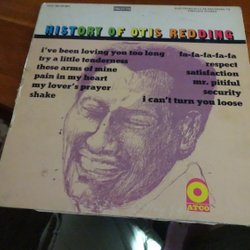 HISTORY OF OTIS REDDING
i've been loving you too long
try a little tenderness
these arms of mine
pain in my heart
my lover's prayer
shake
fa-fa-fa-fa-fa
respect
satisfaction
mr. pitiful
security
i can't turn you loose
ATCO